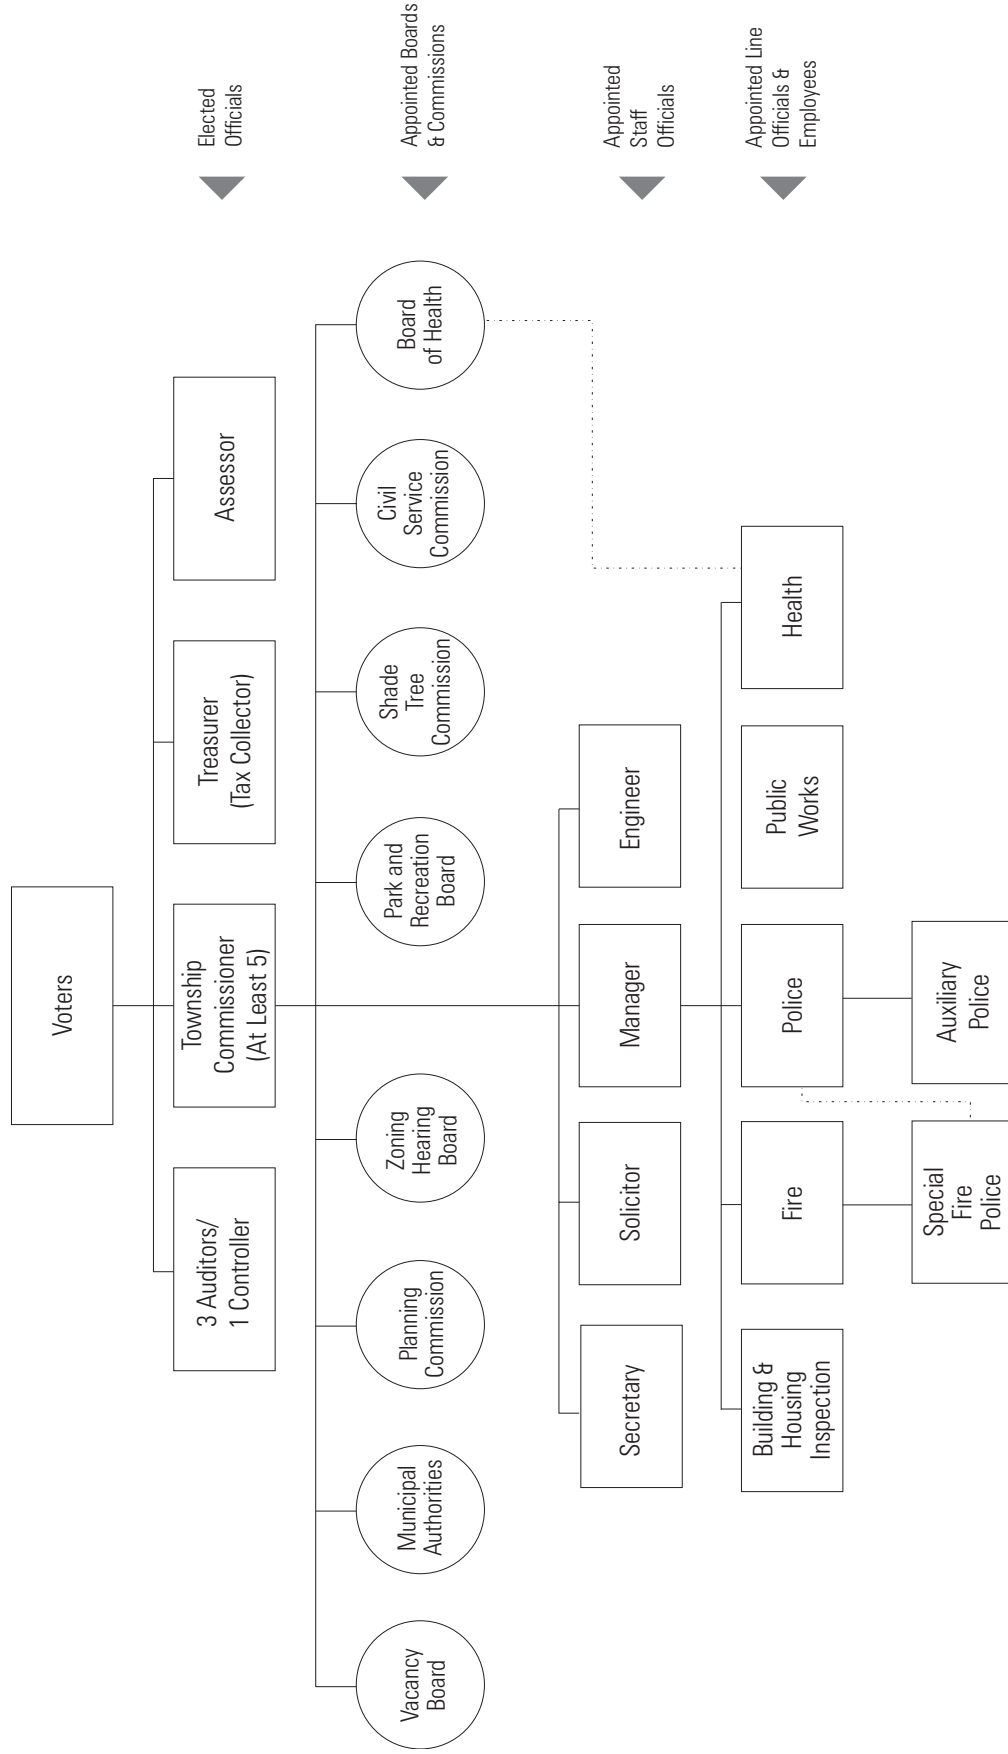 Voters
3 Auditors/
1 Controller
Township
Commissioner
(At Least 5)
Treasurer
(Tax Collector)
Assessor
Elected
Officials
Vacancy
Board
Municipal
Authorities
Planning
Commission
Zoning
Hearing
Board
Park and
Recreation
Board
Shade
Tree
Commission
Civil
Service
Commission
Board
of Health
Appointed Boards
& Commissions
Secretary
Solicitor
Manager
Engineer
Appointed
Staff
Officials
Building &
Housing
Inspection
Fire
Police
Public
Works
Health
Appointed Line
Officials &
Employees
Special
Fire
Police
Auxiliary
Police